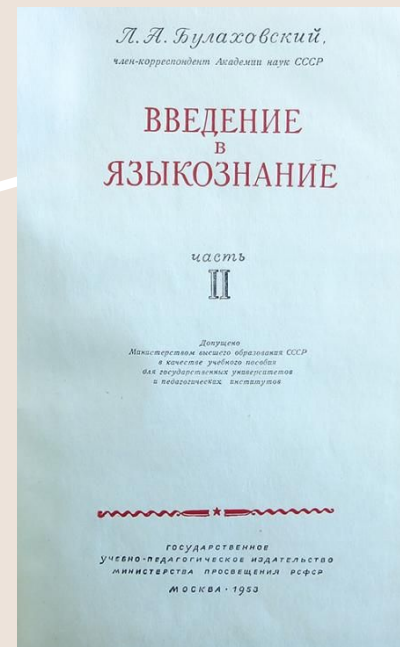 Л. А. Булаховский,
член-корреспондент Академии наук СССР
ВВЕДЕНИЕ
В
ЯЗЫКОЗНАНИЕ
часть
II
Допущено
Министерством высшего образования СССР
в качестве учебного пособия
для государственных университетов
и педагогических институтов
ГОСУДАРСТВЕННОЕ
УЧЕБНО-ПЕДАГОГИЧЕСКОЕ ИЗДАТЕЛЬСТВО
МИНИСТЕРСТВА ПРОСВЕЩЕНИЯ РСФСР
МОСКВА · 1953